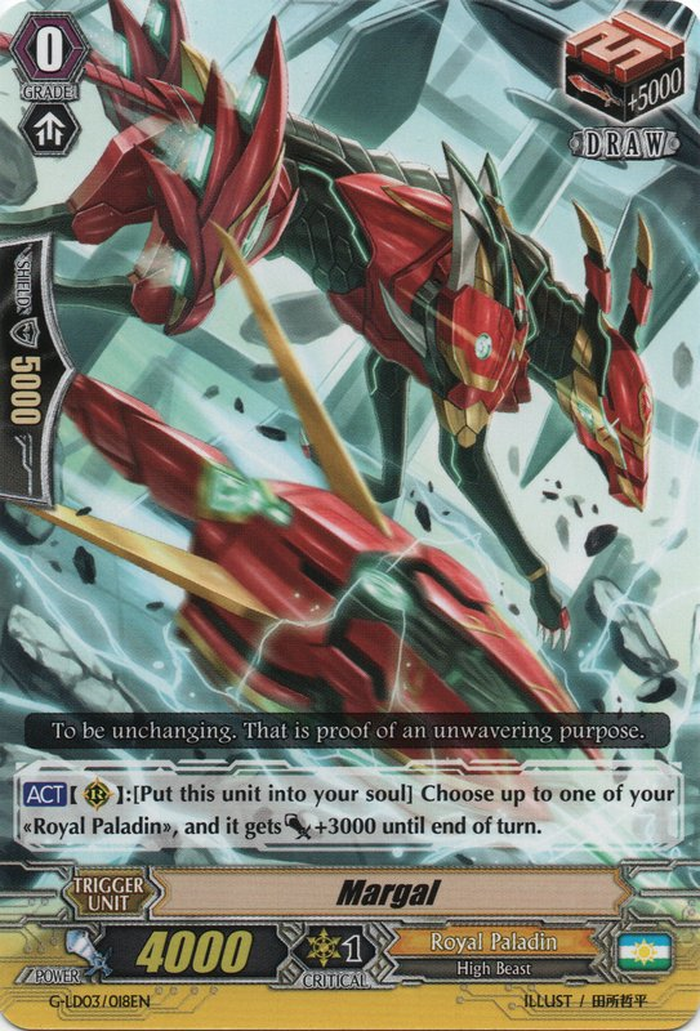 0
GRADE
引
+5000
DRAW
SHIELD
5000
To be unchanging. That is proof of an unwavering purpose.
ACT【 R 】:[Put this unit into your soul] Choose up to one of your
«Royal Paladin», and it gets +3000 until end of turn.
TRIGGER
UNIT
Margal
POWER
4000
1
CRITICAL
Royal Paladin
High Beast
G-LD03/018EN
ILLUST / 田所哲平